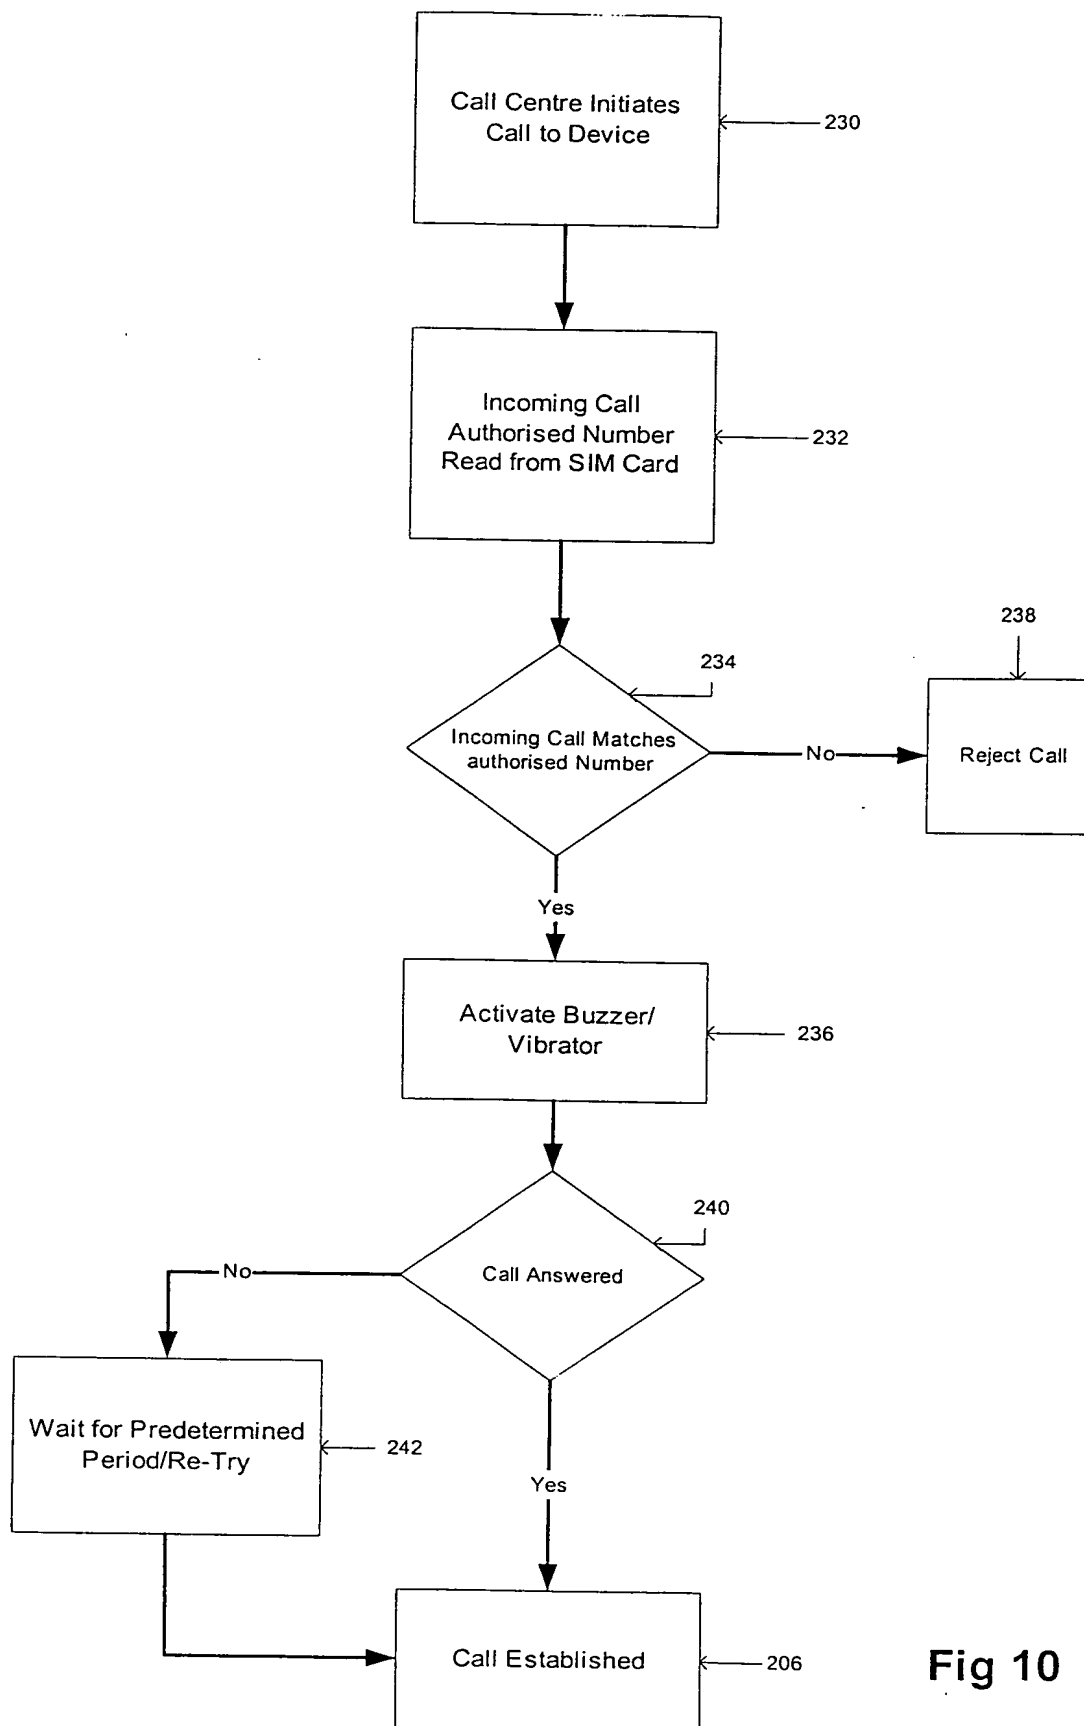 Call Centre Initiates
Call to Device
230
Incoming Call
Authorised Number
Read from SIM Card
232
238
234
Incoming Call Matches
authorised Number
No
Reject Call
Yes
Activate Buzzer/
Vibrator
236
240
No
Call Answered
Wait for Predetermined
Period/Re-Try
242
Yes
Call Established
206
Fig 10